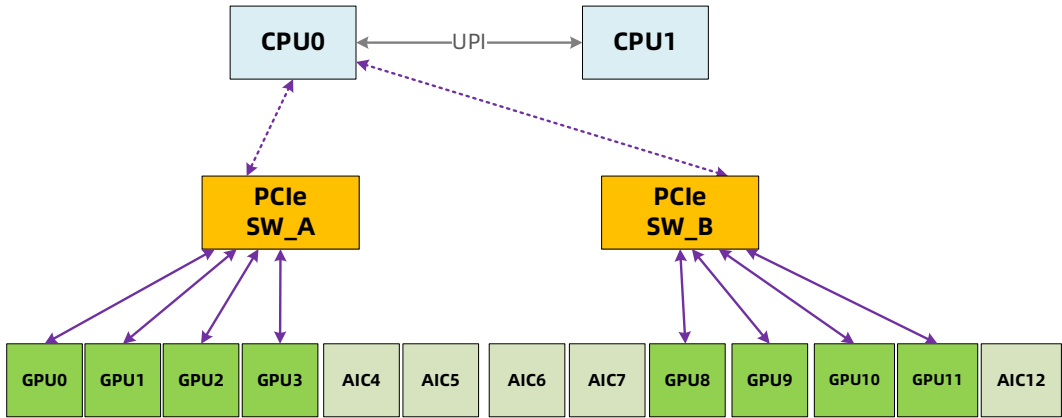 CPU0
UPI
CPU1
PCIe
SW_A
PCIe
SW_B
GPU0
GPU1
GPU2
GPU3
AIC4
AIC5
AIC6
AIC7
GPU8
GPU9
GPU10
GPU11
AIC12